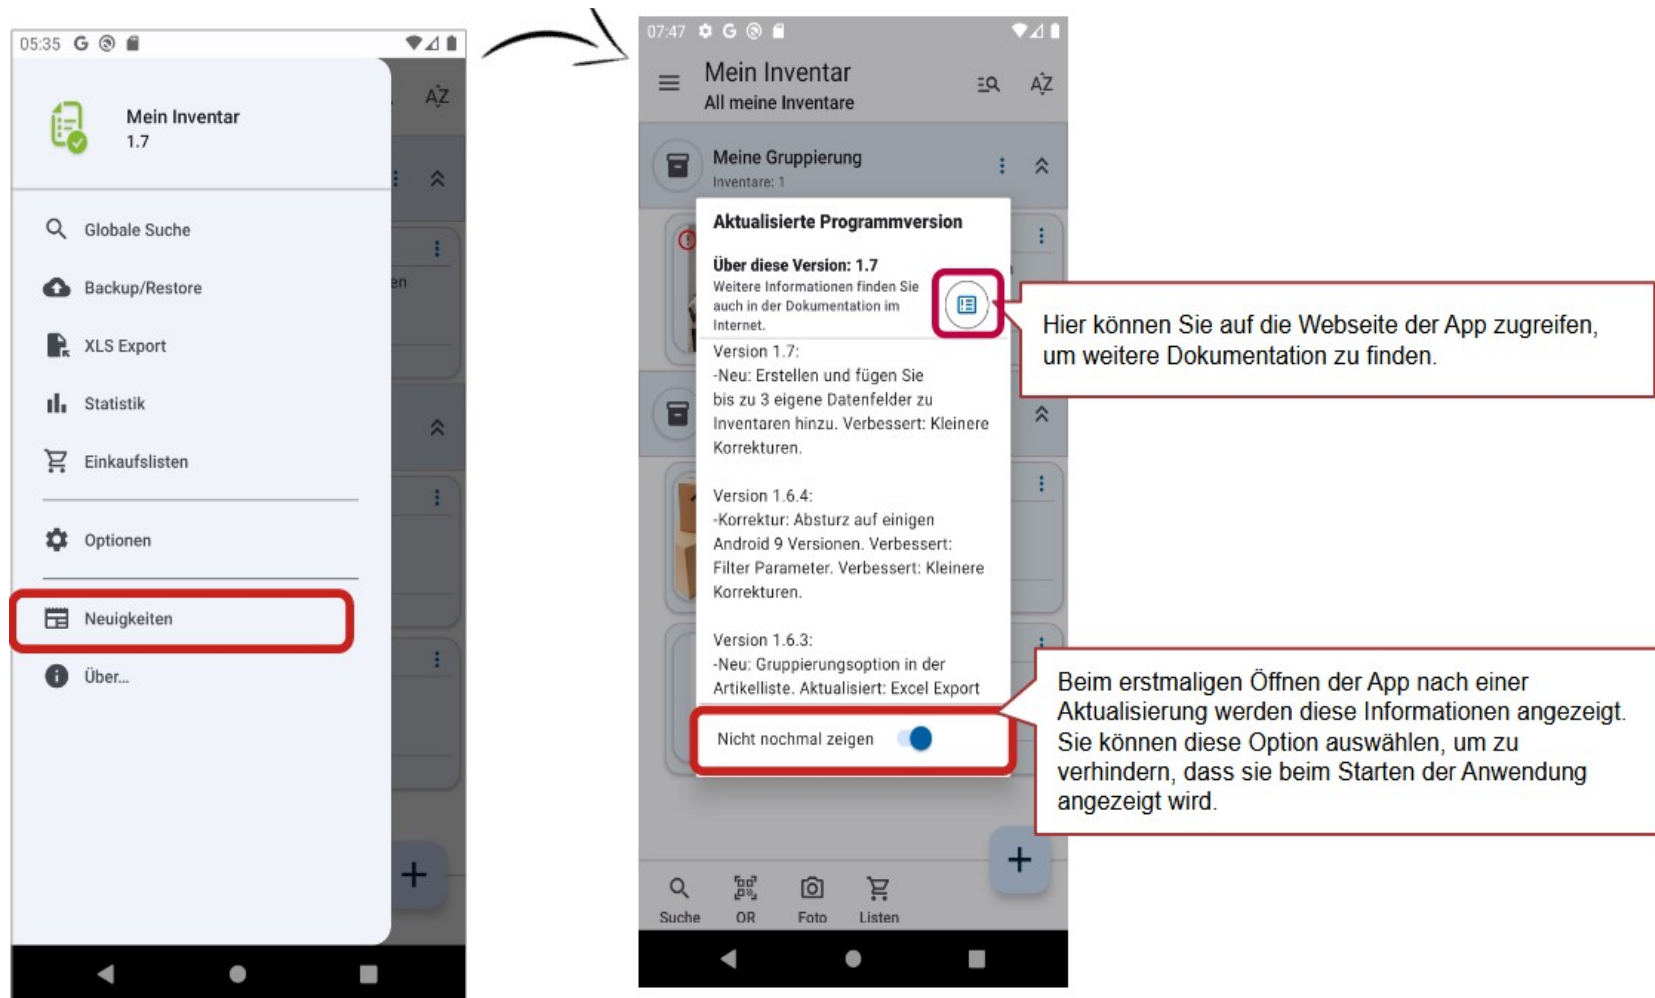 05:35
Mein Inventar
1.7
AZ
Globale Suche
Backup/Restore
en
XLS Export
Statistik
Einkaufslisten
Optionen
Neuigkeiten
Über...
07:47
Mein Inventar
All meine Inventare
AZ
Meine Gruppierung
Inventare: 1
Aktualisierte Programmversion
Über diese Version: 1.7
Weitere Informationen finden Sie
auch in der Dokumentation im
Internet.
Version 1.7:
-Neu: Erstellen und fügen Sie
bis zu 3 eigene Datenfelder zu
Inventaren hinzu. Verbessert: Kleinere
Korrekturen.
Version 1.6.4:
-Korrektur: Absturz auf einigen
Android 9 Versionen. Verbessert:
Filter Parameter. Verbessert: Kleinere
Korrekturen.
Version 1.6.3:
-Neu: Gruppierungsoption in der
Artikelliste. Aktualisiert: Excel Export
Nicht nochmal zeigen
Suche QR Foto Listen
Hier können Sie auf die Webseite der App zugreifen,
um weitere Dokumentation zu finden.
Beim erstmaligen Öffnen der App nach einer
Aktualisierung werden diese Informationen angezeigt.
Sie können diese Option auswählen, um zu
verhindern, dass sie beim Starten der Anwendung
angezeigt wird.